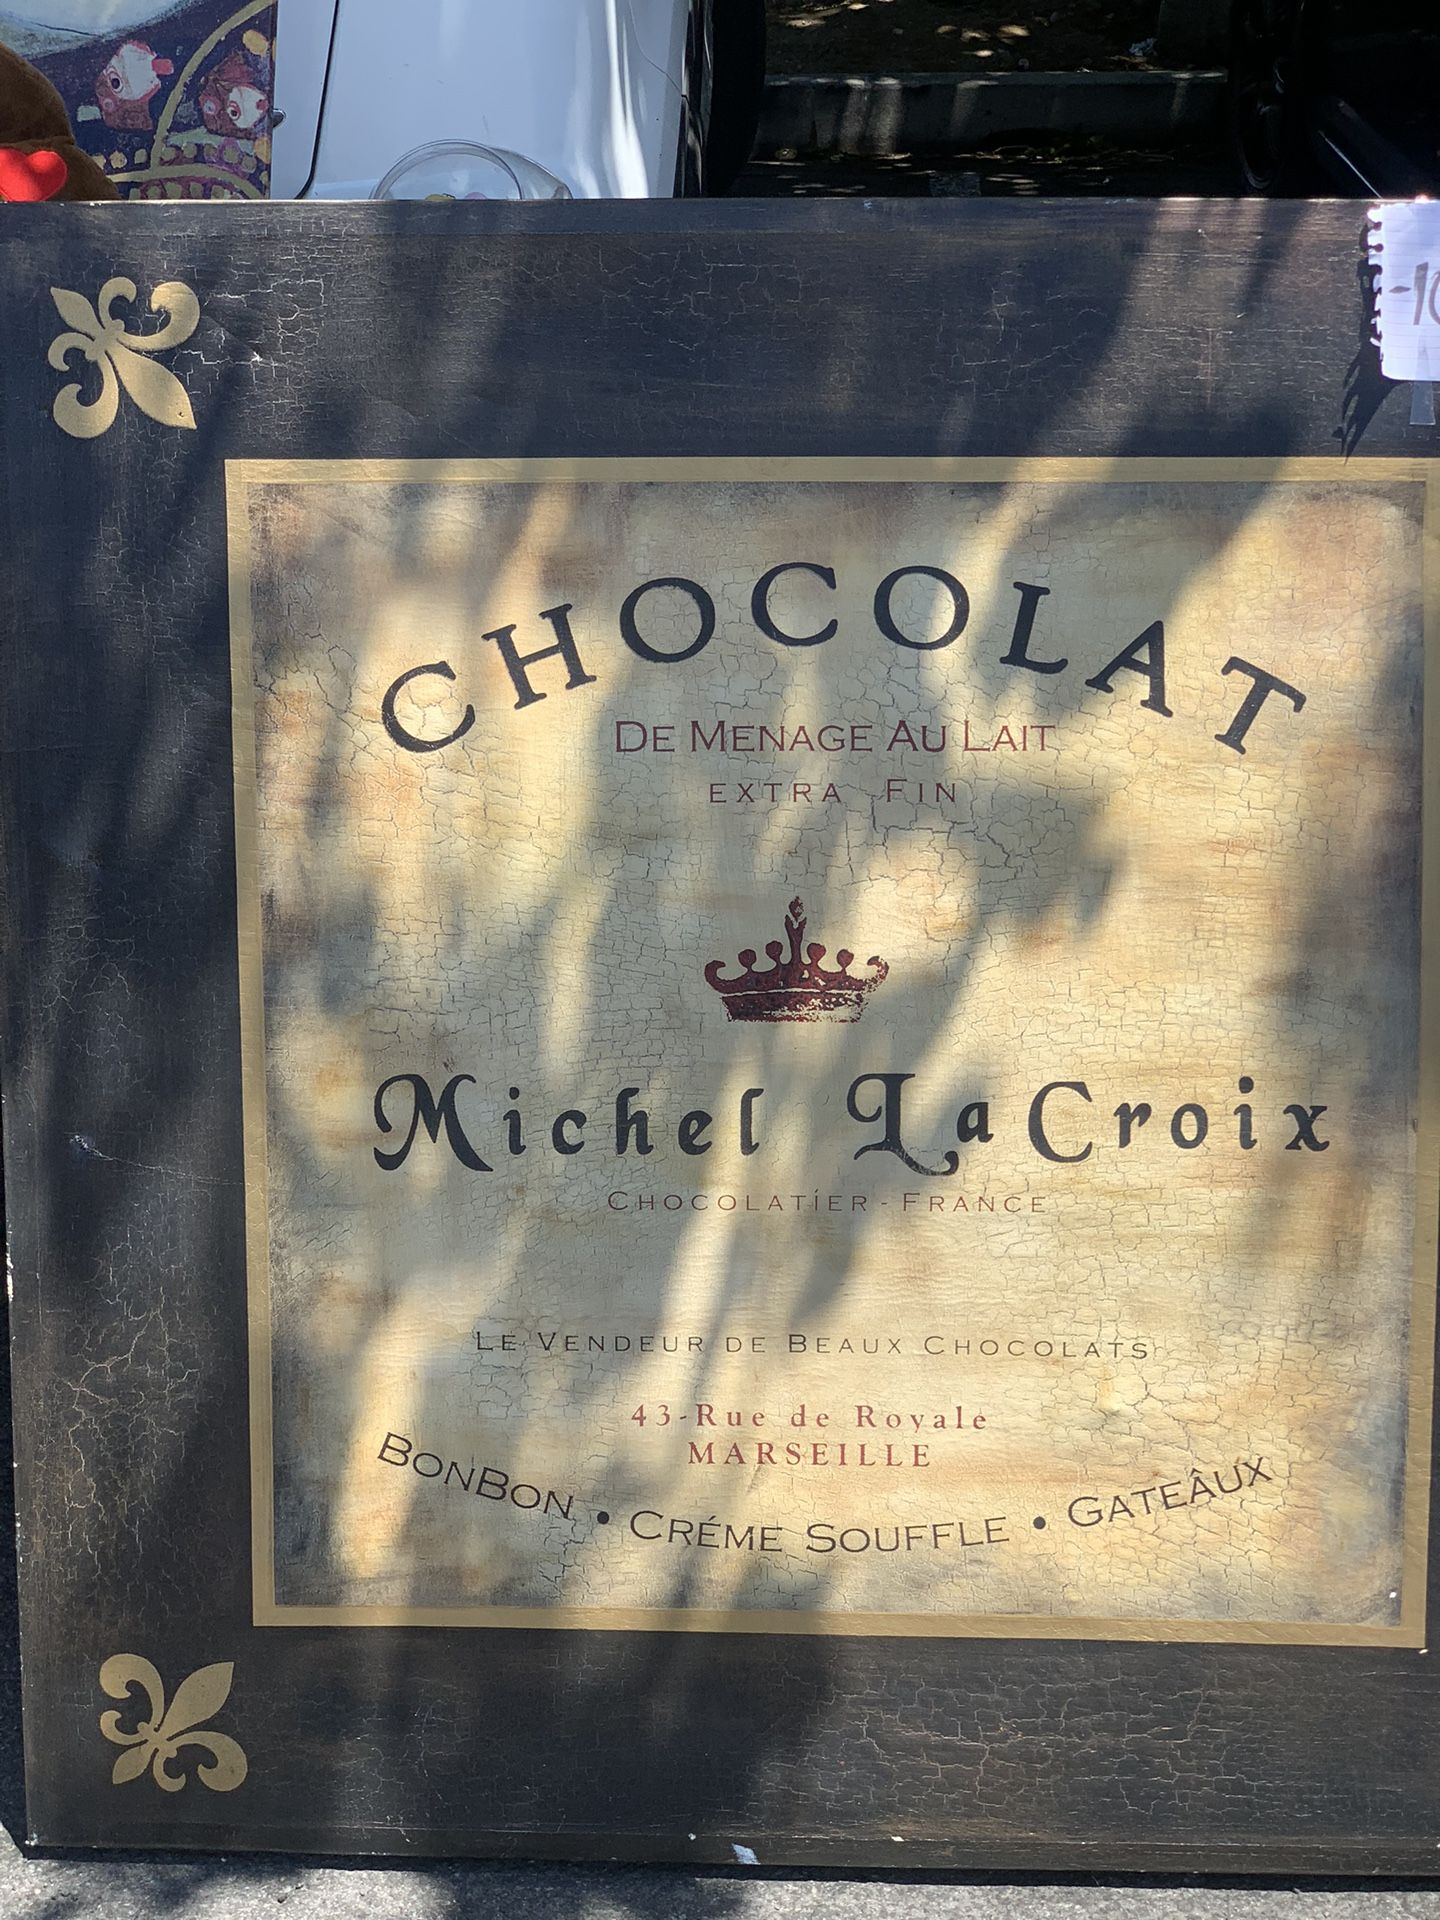 CHOCOLAT
DE MENAGE AU LAIT
EXTRA FIN
Michel LaCroix
CHOCOLATíER - FRANCE
LE VENDEUR DE BEAUX CHOCOLATS
43-Rue de Royale
MARSEILLE
BONBON • CRÉME SOUFFLE • GATEÂUX